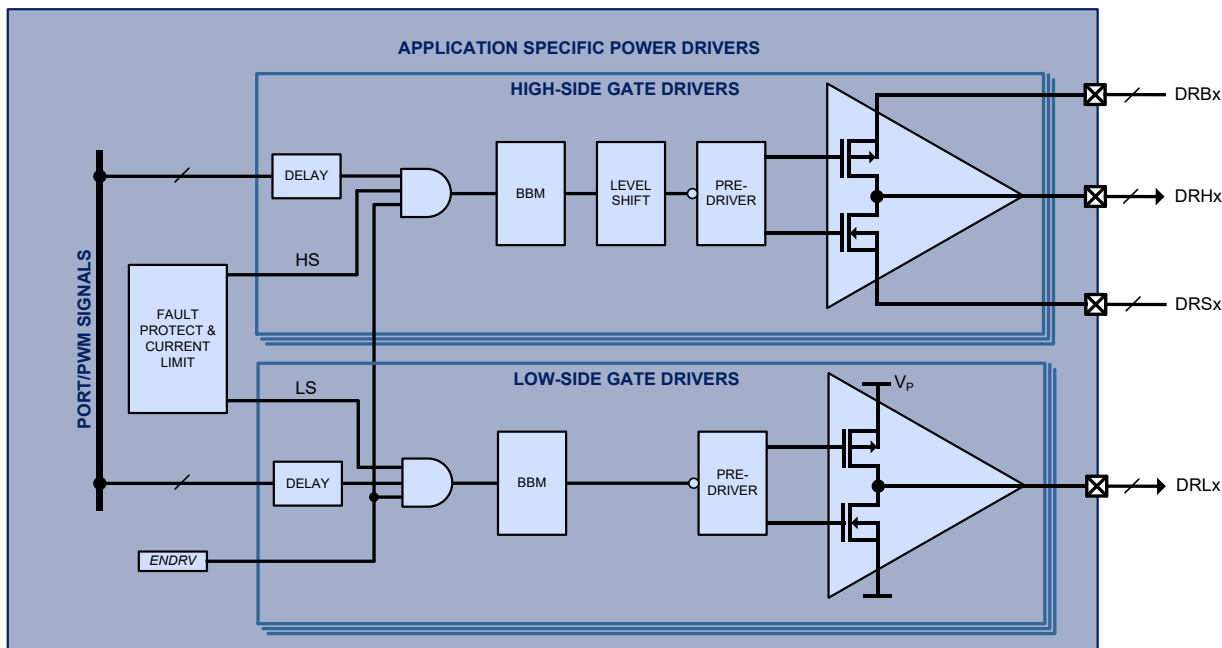 APPLICATION SPECIFIC POWER DRIVERS
HIGH-SIDE GATE DRIVERS
DRBx
DELAY
BBM
LEVEL
SHIFT
PRE-
DRIVER
DRHx
PORT/PWM SIGNALS
HS
FAULT
PROTECT &
CURRENT
LIMIT
DRSx
LOW-SIDE GATE DRIVERS
LS
VP
DELAY
BBM
PRE-
DRIVER
DRLx
ENDRV